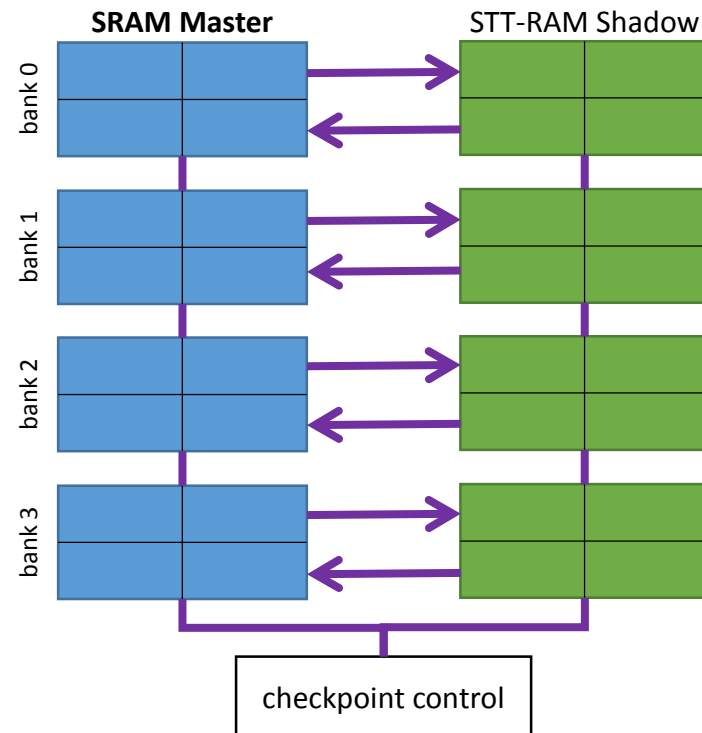 SRAM Master
STT-RAM Shadow
bank 0
bank 1
bank 2
bank 3
checkpoint control